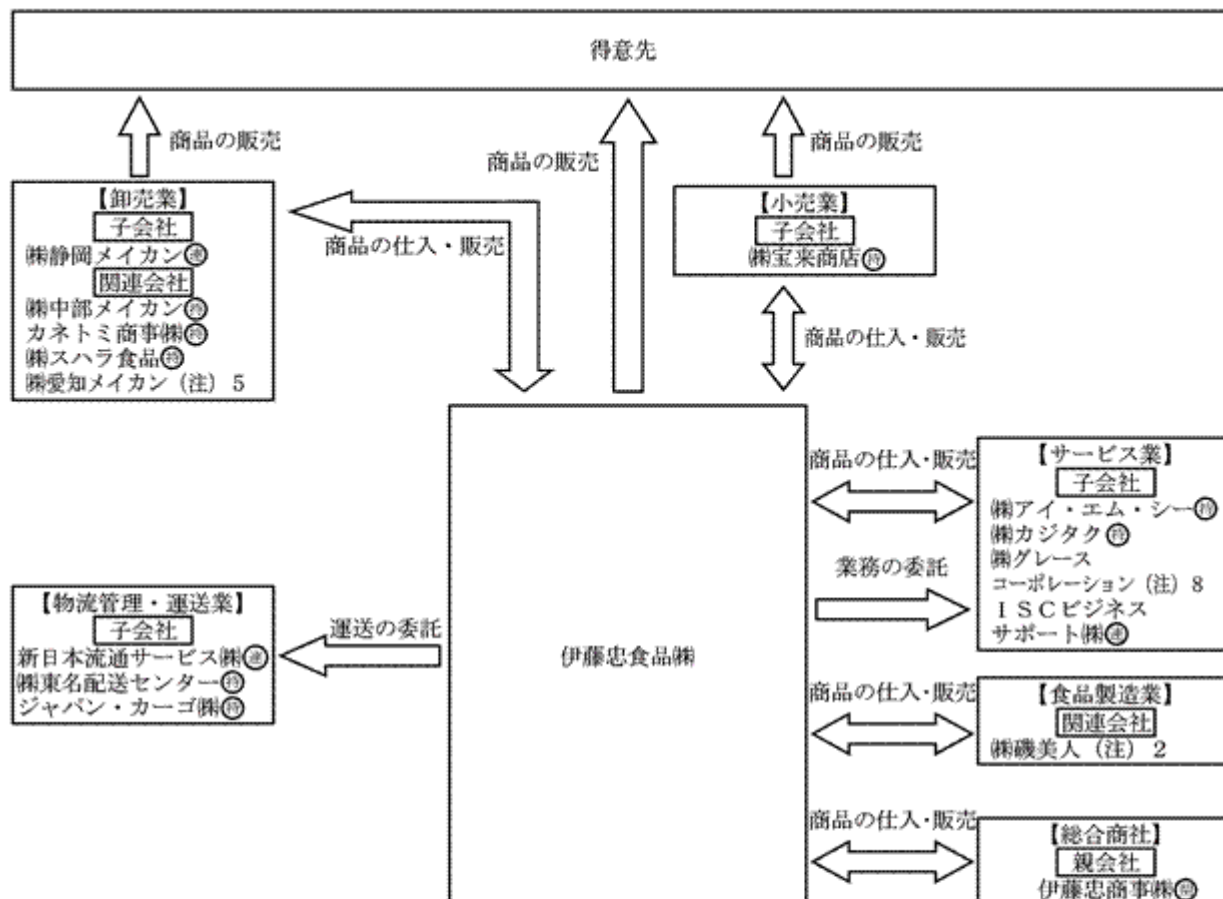 得意先
商品の販売
商品の販売
商品の販売
【卸売業】
子会社
㈱静岡メイカン㊝
関連会社
㈱中部メイカン
カネトミ商事㈱
㈱スハラ食品
㈱愛知メイカン（注）５
商品の仕入・販売
【小売業】
子会社
㈱宝来商店
商品の仕入・販売
伊藤忠食品㈱
【物流管理・運送業】
子会社
新日本流通サービス㈱
㈱東名配送センター
ジャパン・カーゴ㈱
運送の委託
商品の仕入・販売
業務の委託
【サービス業】
子会社
㈱アイ・エム・シー
㈱カジタク
㈱グレース
コーポレーション（注）８
ＩＳＣビジネス
サポート㈱
商品の仕入・販売
【食品製造業】
関連会社
㈱磯美人（注）２
商品の仕入・販売
【総合商社】
親会社
伊藤忠商事㈱